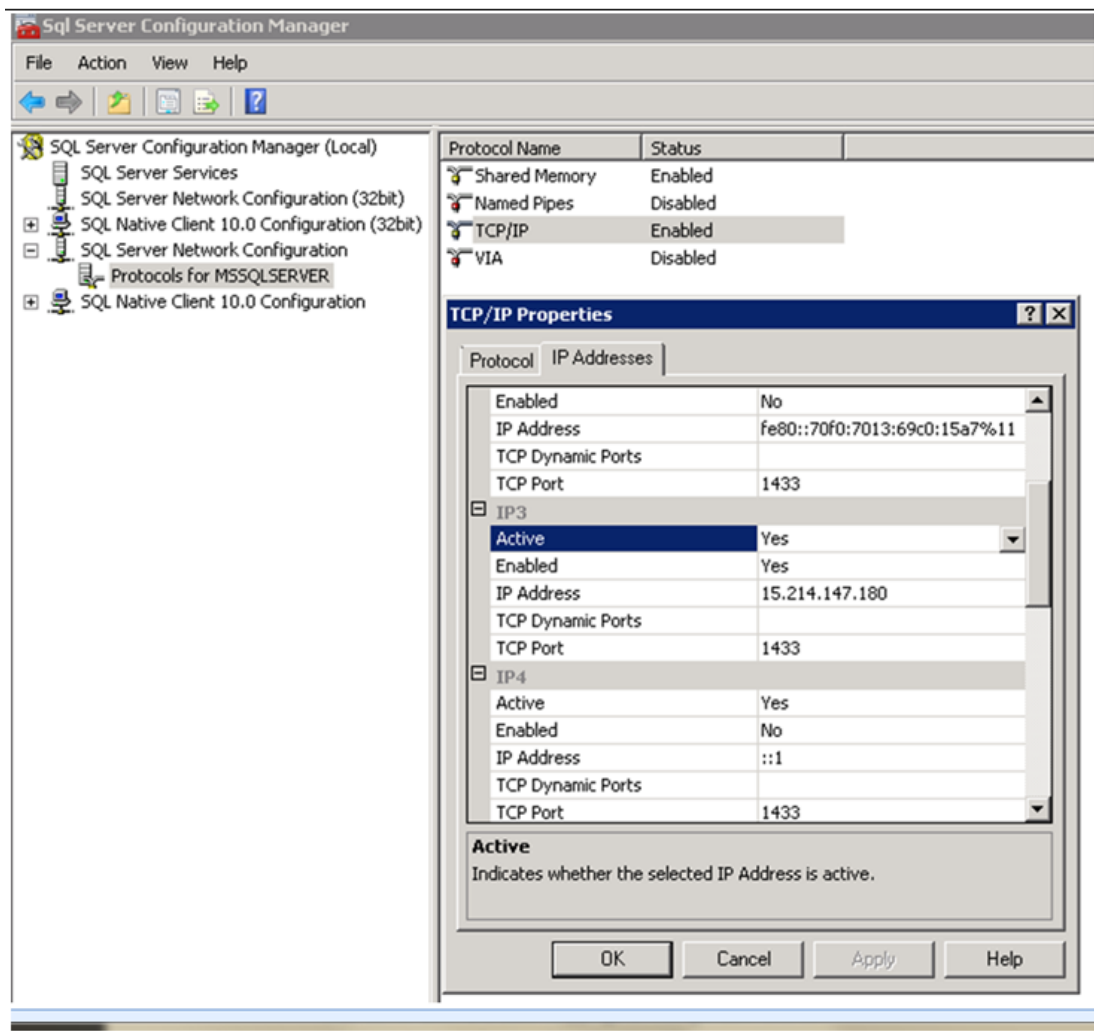 Sql Server Configuration Manager
File Action View Help
SQL Server Configuration Manager (Local)
SQL Server Services
SQL Server Network Configuration (32bit)
SQL Native Client 10.0 Configuration (32bit)
SQL Server Network Configuration
Protocols for MSSQLSERVER
SQL Native Client 10.0 Configuration
Protocol Name Status
Shared Memory Enabled
Named Pipes Disabled
TCP/IP Enabled
VIA Disabled
TCP/IP Properties
Protocol IP Addresses
Enabled No
IP Address fe80::70f0:7013:69c0:15a7%11
TCP Dynamic Ports
TCP Port 1433
IP3
Active Yes
Enabled Yes
IP Address 15.214.147.180
TCP Dynamic Ports
TCP Port 1433
IP4
Active Yes
Enabled No
IP Address ::1
TCP Dynamic Ports
TCP Port 1433
Active
Indicates whether the selected IP Address is active.
OK Cancel Apply Help